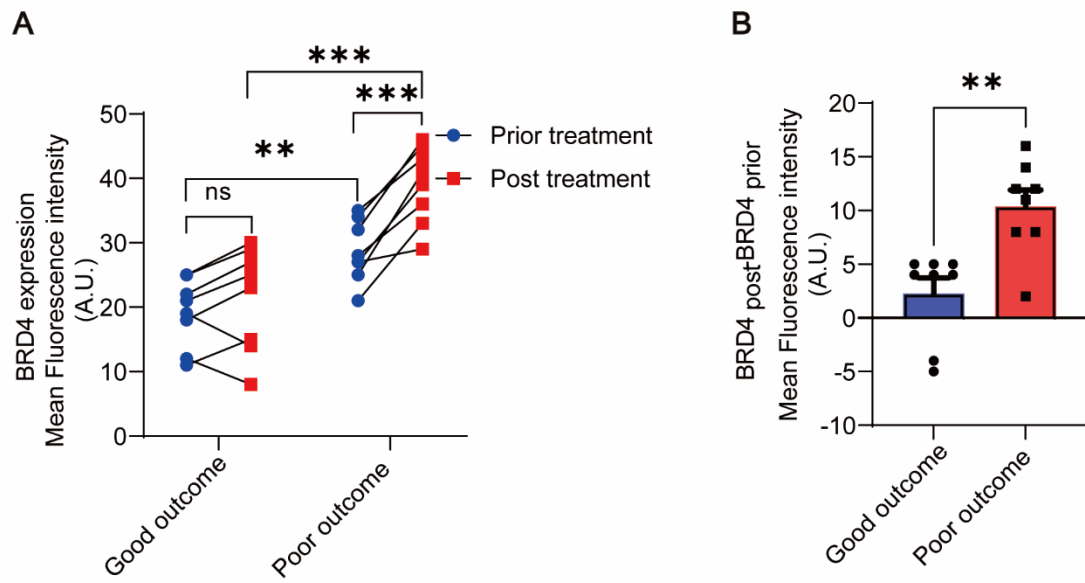 A
BRD4 expression
Mean Fluorescence intensity
(A.U.)
50
40
30
20
10
0
***
***
**
ns
Prior treatment
Post treatment
Good outcome
Poor outcome
B
BRD4 post-BRD4 prior
Mean Fluorescence intensity
(A.U.)
20
15
10
5
0
-5
-10
**
Good outcome
Poor outcome